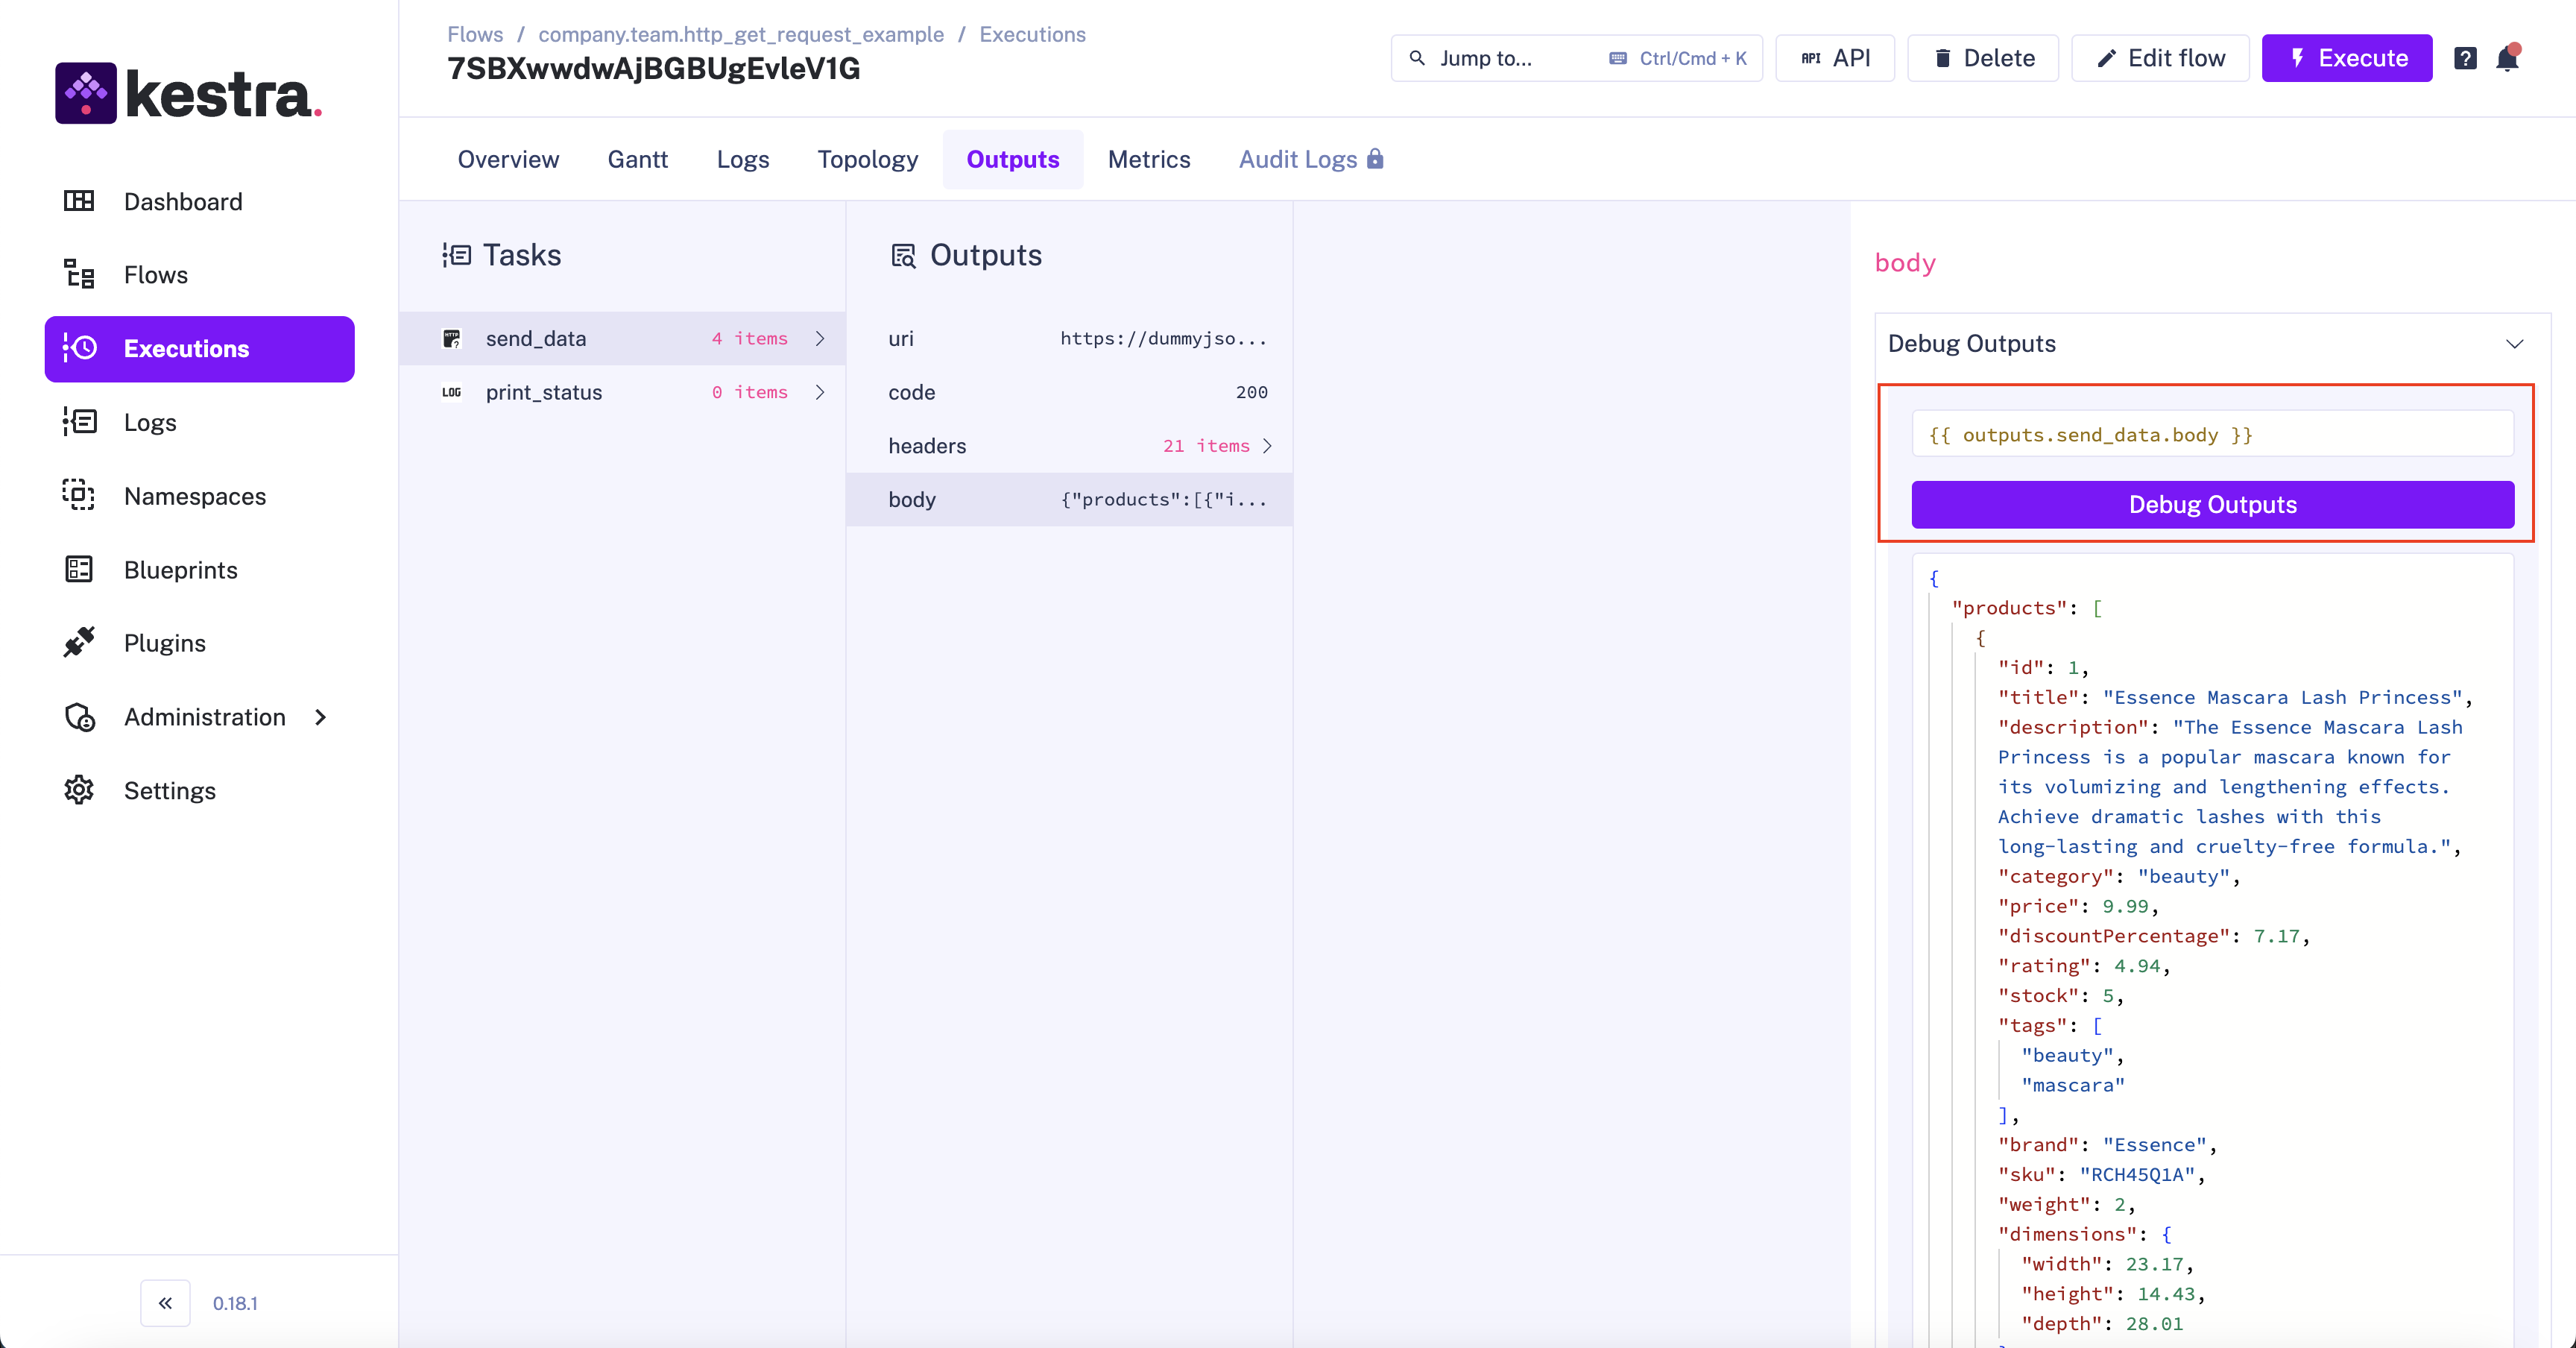 Flows / company.team.http_get_request_example / Executions
7SBXwwdwAjBGBUgEvleV1G
Jump to... Ctrl/Cmd + K
API API
Delete
Edit flow
Execute
kestra.
Dashboard
Flows
Executions
Logs
Namespaces
Blueprints
Plugins
Administration
Settings
0.18.1
Overview Gantt Logs Topology Outputs Metrics Audit Logs
Tasks
send_data 4 items
LOG print_status 0 items
Outputs
uri https://dummyjso...
code 200
headers 21 items
body {"products":[{"i...
body
Debug Outputs
{{ outputs.send_data.body }}
Debug Outputs
{
"products": [
{
"id": 1,
"title": "Essence Mascara Lash Princess",
"description": "The Essence Mascara Lash
Princess is a popular mascara known for
its volumizing and lengthening effects.
Achieve dramatic lashes with this
long-lasting and cruelty-free formula.",
"category": "beauty",
"price": 9.99,
"discountPercentage": 7.17,
"rating": 4.94,
"stock": 5,
"tags": [
"beauty",
"mascara"
],
"brand": "Essence",
"sku": "RCH45Q1A",
"weight": 2,
"dimensions": {
"width": 23.17,
"height": 14.43,
"depth": 28.01